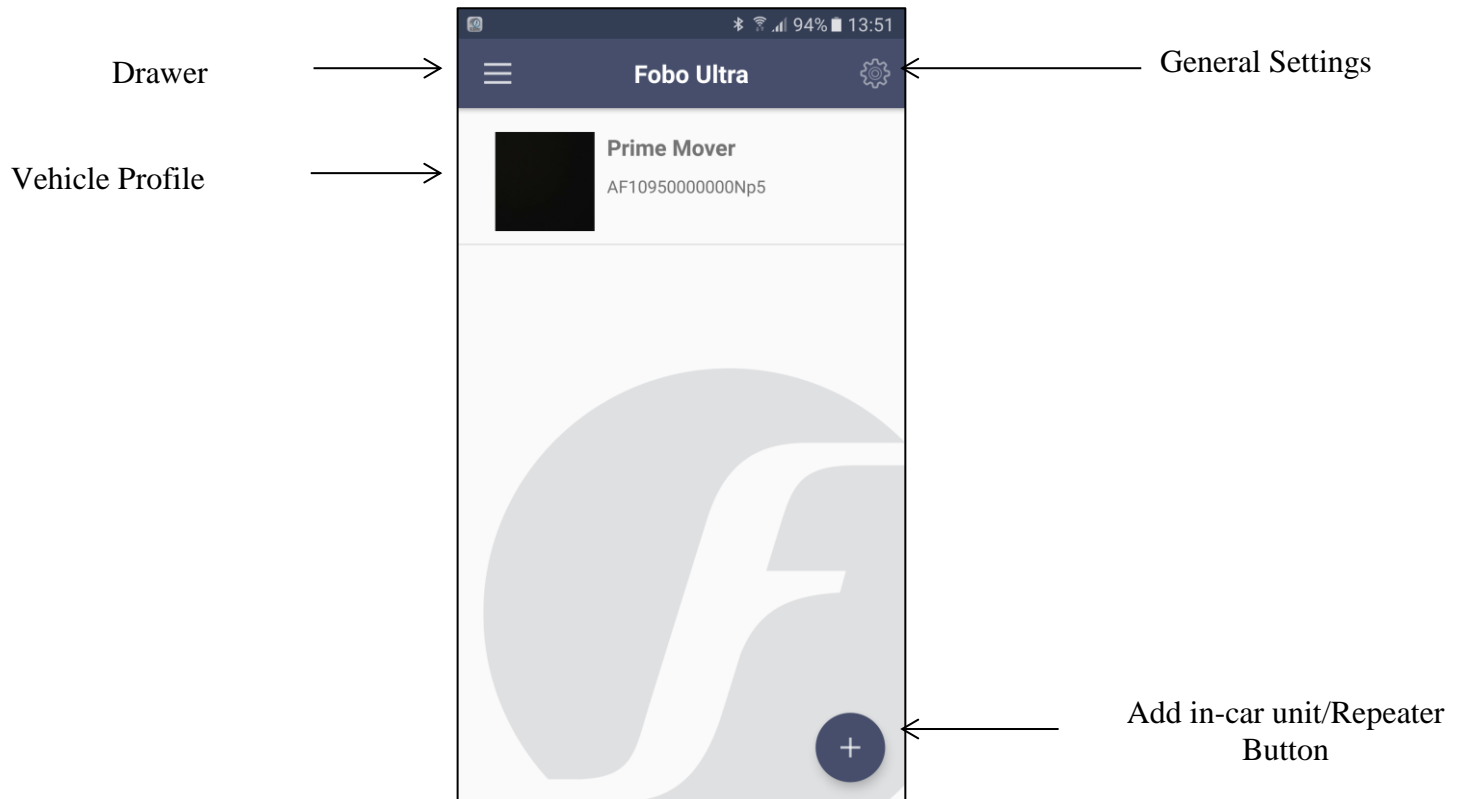 94% 13:51
Drawer
Fobo Ultra
General Settings
Vehicle Profile
Prime Mover
AF10950000000Np5
Add in-car unit/Repeater
Button